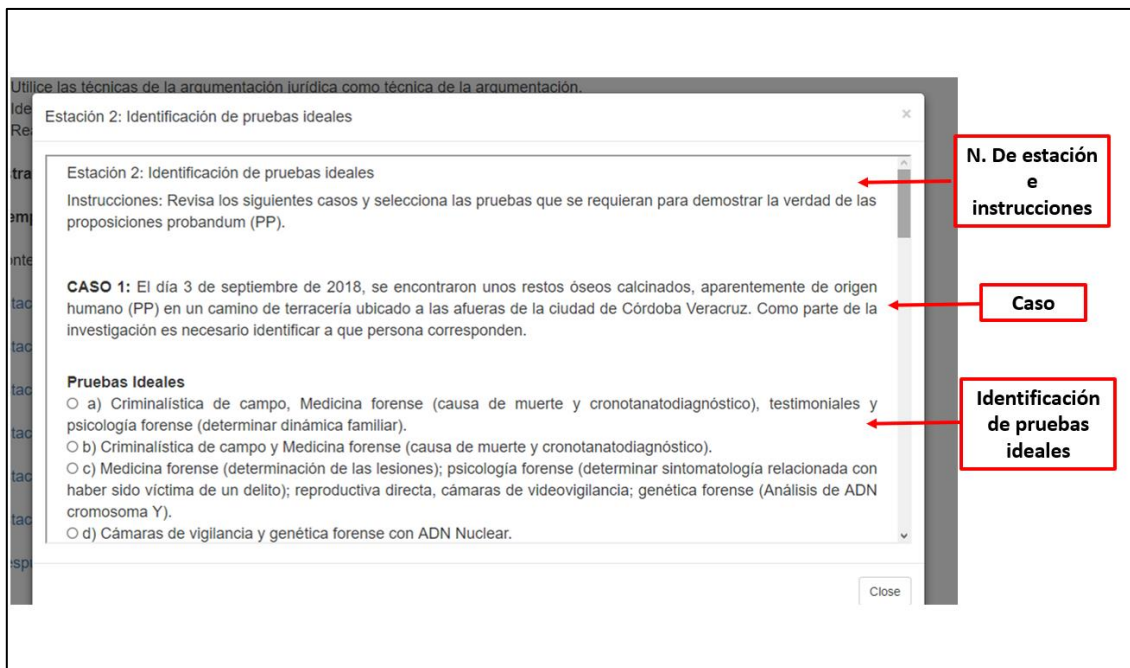 Utilice las técnicas de la argumentación jurídica como técnica de la argumentación.
Estación 2: Identificación de pruebas ideales
×
Estación 2: Identificación de pruebas ideales
Instrucciones: Revisa los siguientes casos y selecciona las pruebas que se requieran para demostrar la verdad de las
proposiciones probandum (PP).
CASO 1: El día 3 de septiembre de 2018, se encontraron unos restos óseos calcinados, aparentemente de origen
humano (PP) en un camino de terracería ubicado a las afueras de la ciudad de Córdoba Veracruz. Como parte de la
investigación es necesario identificar a que persona corresponden.
Pruebas Ideales
a) Criminalística de campo, Medicina forense (causa de muerte y cronotanatodiagnóstico), testimoniales y
psicología forense (determinar dinámica familiar).
b) Criminalística de campo y Medicina forense (causa de muerte y cronotanatodiagnóstico).
c) Medicina forense (determinación de las lesiones); psicología forense (determinar sintomatología relacionada con
haber sido víctima de un delito); reproductiva directa, cámaras de videovigilancia; genética forense (Análisis de ADN
cromosoma Y).
d) Cámaras de vigilancia y genética forense con ADN Nuclear.
Close
N. De estación
e
instrucciones
Caso
Identificación
de pruebas
ideales